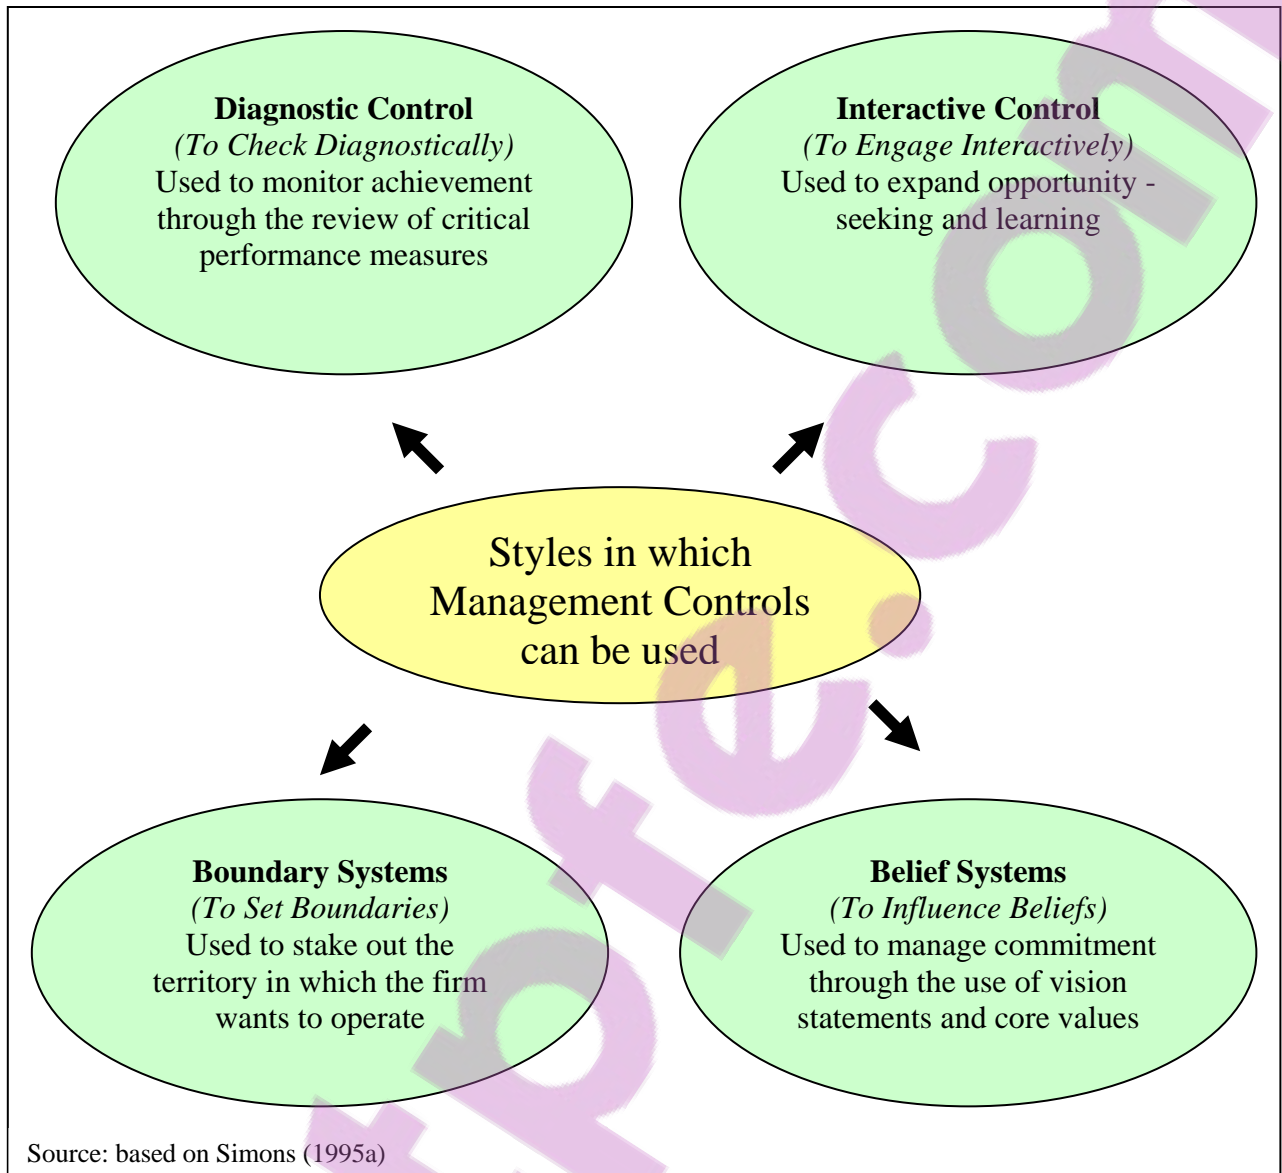 Diagnostic Control
(To Check Diagnostically)
Used to monitor achievement
through the review of critical
performance measures
Interactive Control
(To Engage Interactively)
Used to expand opportunity -
seeking and learning
Styles in which
Management Controls
can be used
Boundary Systems
(To Set Boundaries)
Used to stake out the
territory in which the firm
wants to operate
Belief Systems
(To Influence Beliefs)
Used to manage commitment
through the use of vision
statements and core values
Source: based on Simons (1995a)
fpfe.com